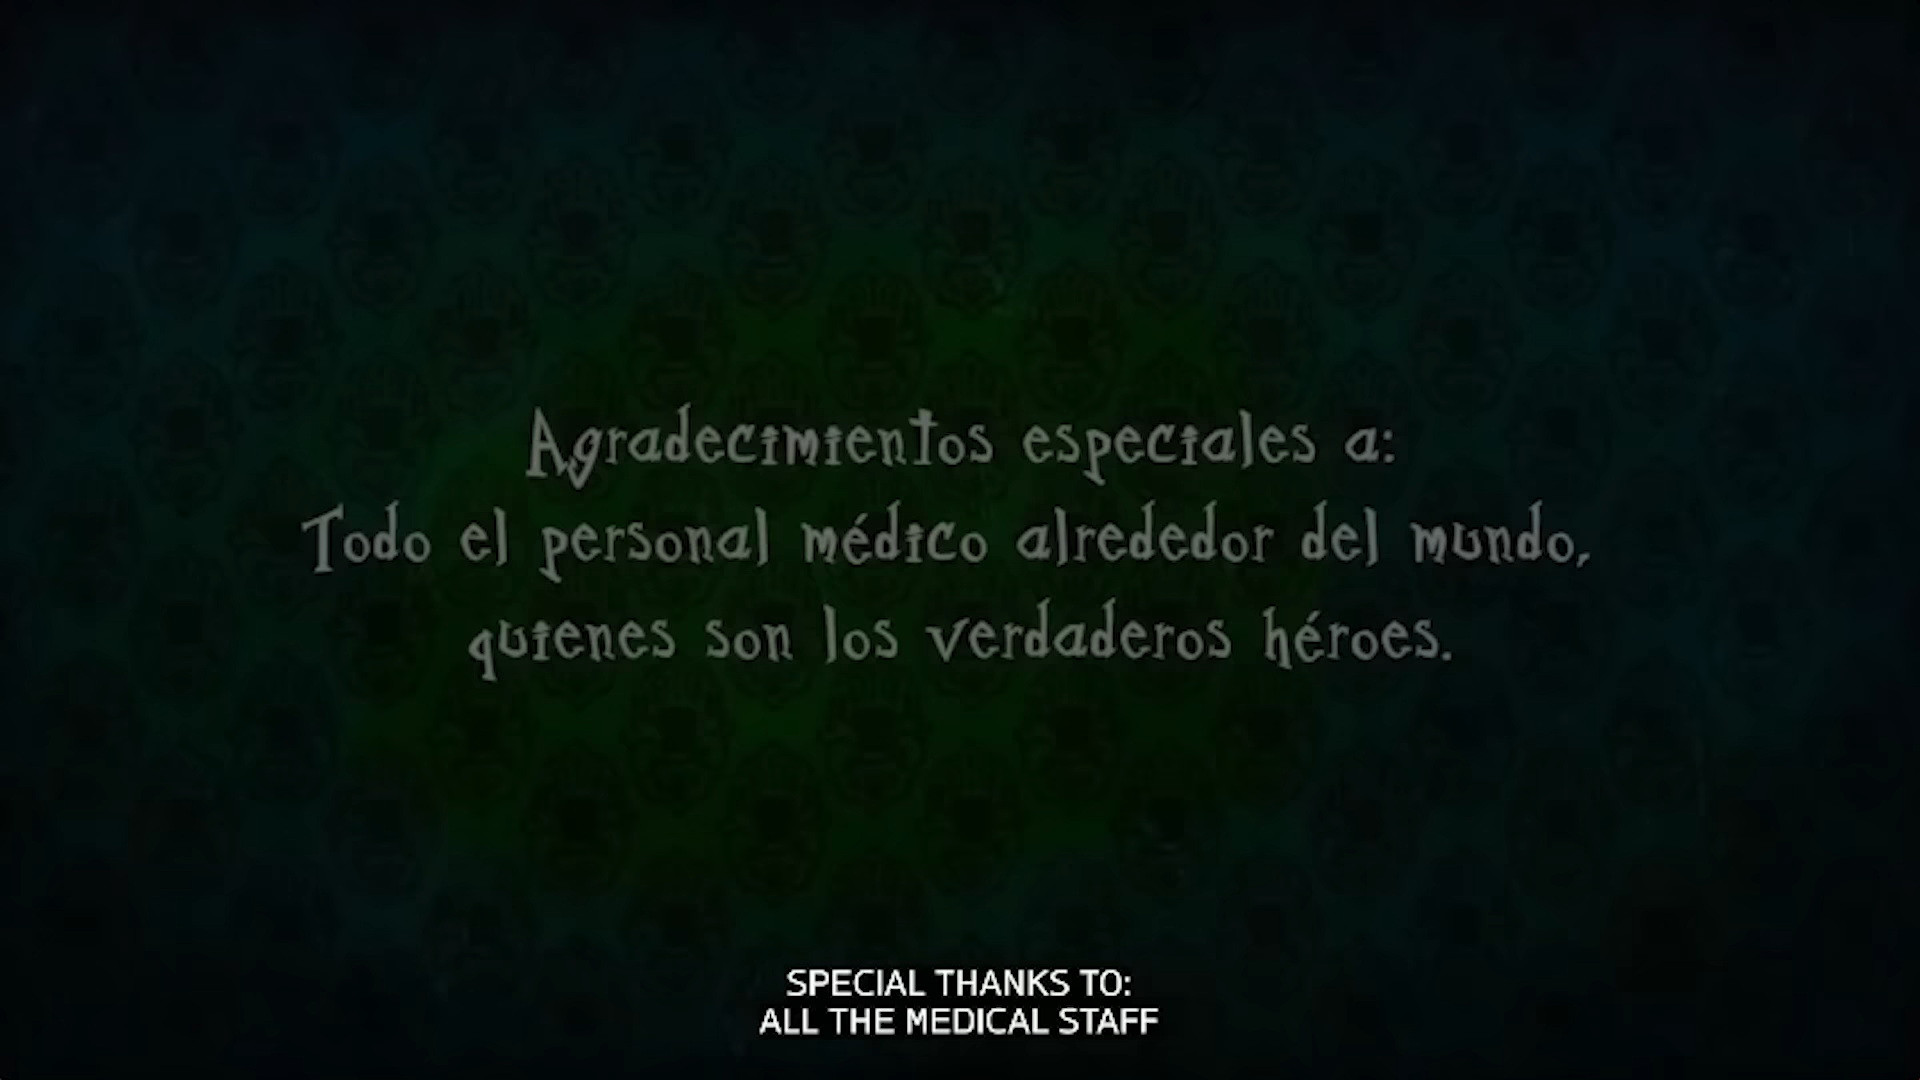 Agradecimientos especiales a:
Todo el personal médico alrededor del mundo,
quienes son los verdaderos héroes.
SPECIAL THANKS TO:
ALL THE MEDICAL STAFF